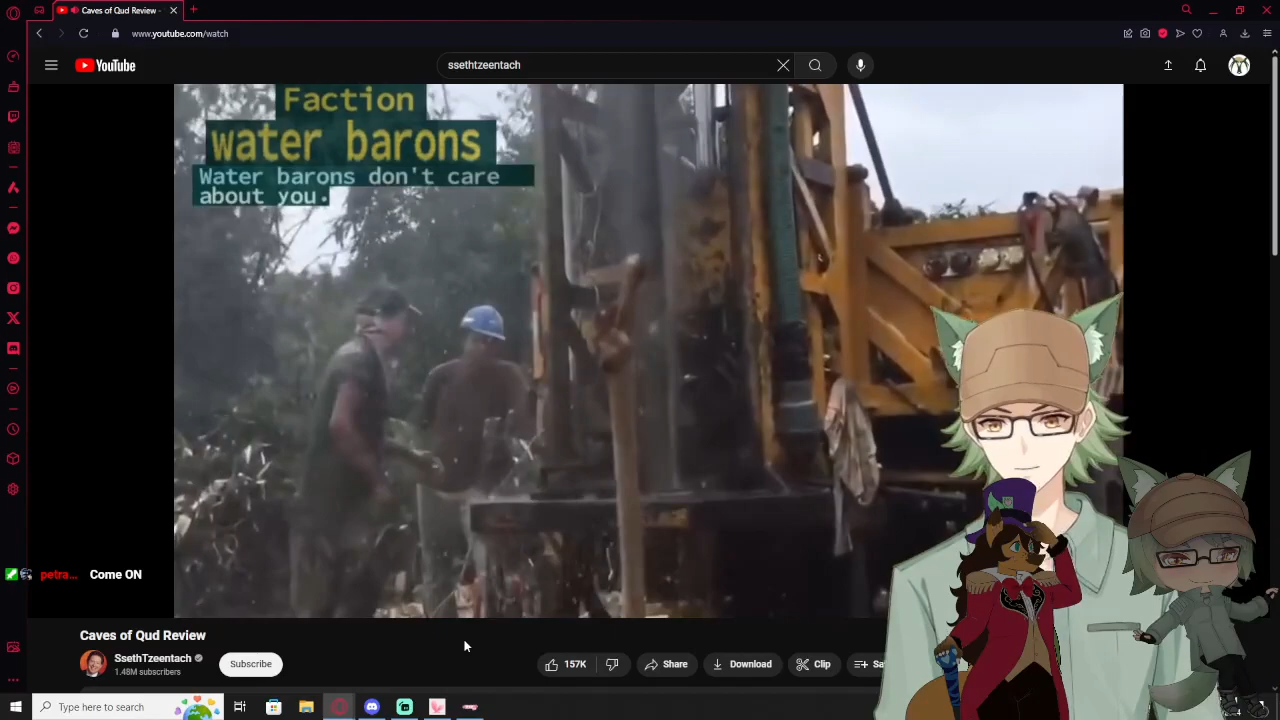 Caves of Qud Review -
www.youtube.com/watch
YouTube
ssethtzeentach
Faction
water barons
Water barons don't care
about you.
petra... Come ON
Caves of Qud Review
SsethTzeentach
1.48M subscribers
Subscribe
157K
Share
Download
Clip
Sa
Type here to search